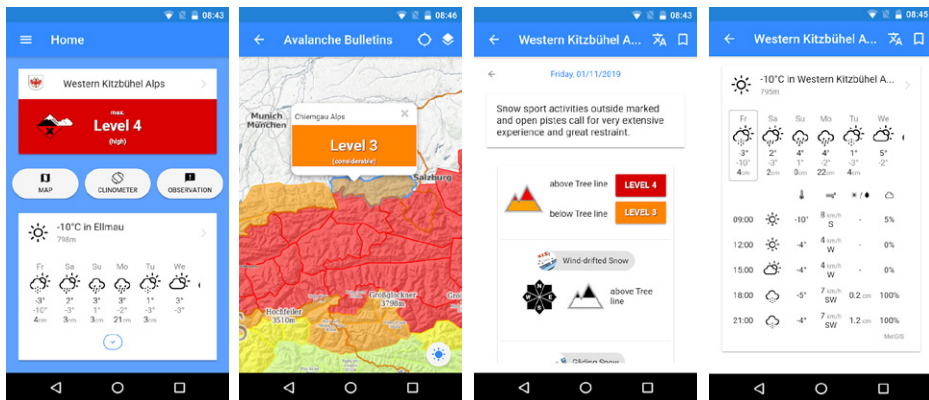 08:43
Home
Western Kitzbühel Alps
max.
Level 4
(high)
MAP
CLINOMETER
OBSERVATION
-10°C in Ellmau
798m
Fr Sa Su Mo Tu We
-3° 2° 3° 3° 1° 3°
-10° -3° 1° -2° -3° -3°
4cm 3cm 3cm 21cm 3cm
08:46
Avalanche Bulletins
Munich
München
Chiemgau Alps
Level 3
(considerable)
Salzburg
Großglockner
3798m
Hochfeiler
3510m
08:43
Western Kitzbühel A...
Friday, 01/11/2019
Snow sport activities outside marked
and open pistes call for very extensive
experience and great restraint.
above Tree line LEVEL 4
below Tree line LEVEL 3
Wind-drifted Snow
N
W E
S
above Tree
line
Gliding Snow
08:45
Western Kitzbühel A...
-10°C in Western Kitzbühel A...
795m
Fr Sa Su Mo Tu We
-3° 2° 4° 4° 1° 5°
-10° -3° 1° -2° -3° -2°
4cm 2cm 0cm 22cm 4cm
09:00 -10° 8 km/h S - 5%
12:00 -4° 4 km/h W - 0%
15:00 -4° 4 km/h W - 0%
18:00 -5° 7 km/h SW 0.2 cm 100%
21:00 -4° 7 km/h SW 1.2 cm 100%
MetGIS